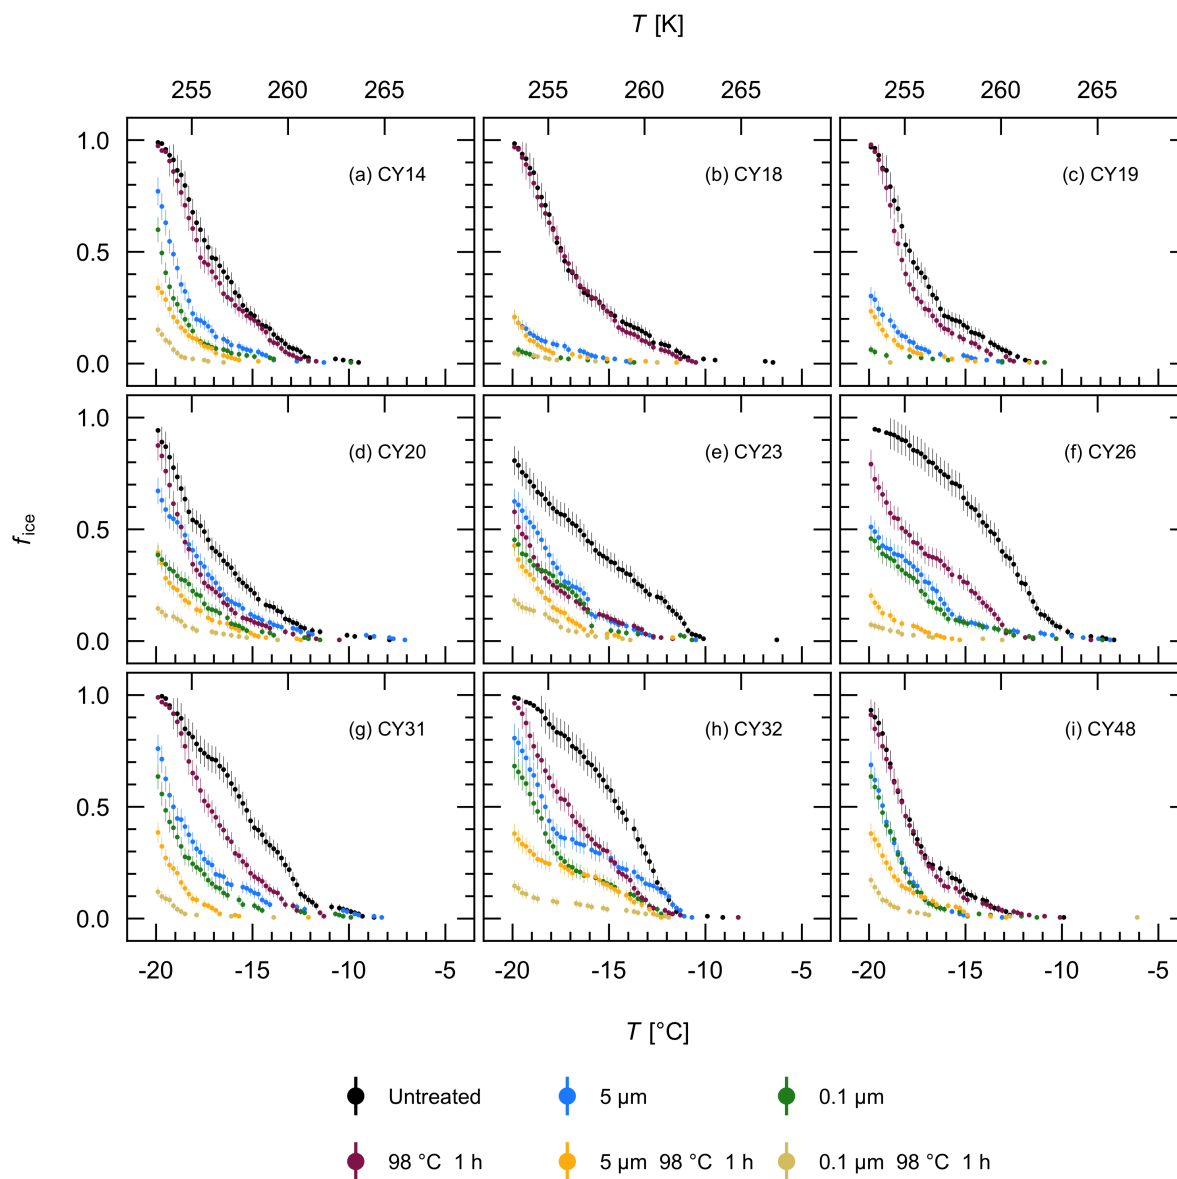 T [K]
255 260 265 255 260 265 255 260 265
1.0 (a) CY14 (b) CY18 (c) CY19
0.5
0.0
1.0 (d) CY20 (e) CY23 (f) CY26
0.5
0.0
1.0 (g) CY31 (h) CY32 (i) CY48
0.5
0.0
fice
-20 -15 -10 -5 -20 -15 -10 -5 -20 -15 -10 -5
T [°C]
Untreated 5 µm 0.1 µm
98 °C 1 h 5 µm 98 °C 1 h 0.1 µm 98 °C 1 h